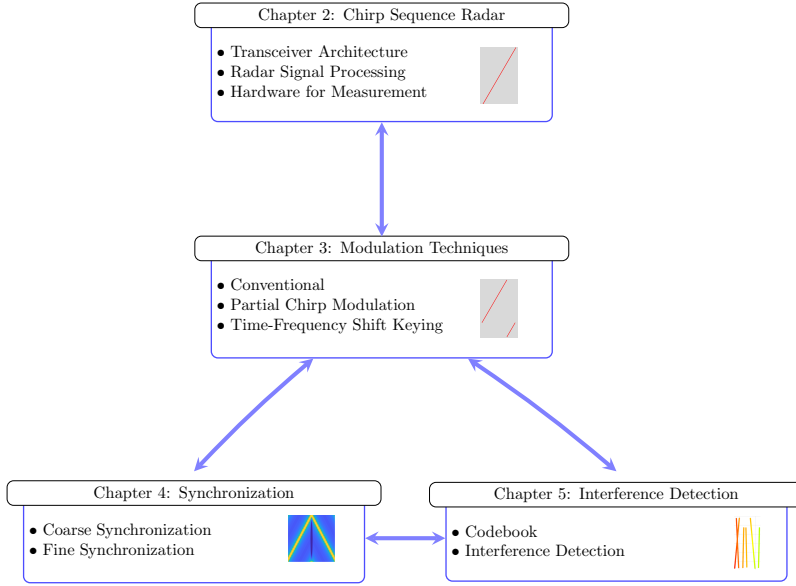 Chapter 2: Chirp Sequence Radar
• Transceiver Architecture
• Radar Signal Processing
• Hardware for Measurement
Chapter 3: Modulation Techniques
• Conventional
• Partial Chirp Modulation
• Time-Frequency Shift Keying
Chapter 4: Synchronization
• Coarse Synchronization
• Fine Synchronization
Chapter 5: Interference Detection
• Codebook
• Interference Detection